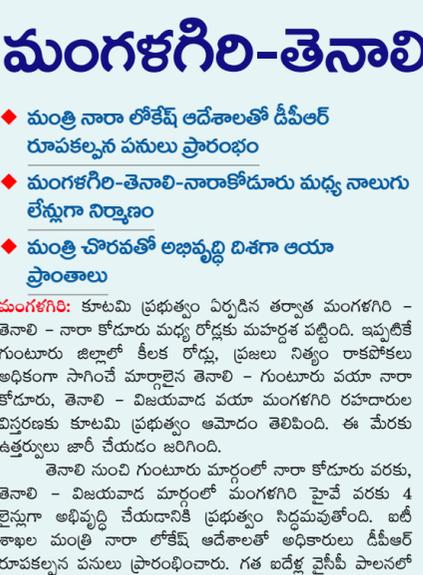 మంగళగిరి-తెనాలి
మంత్రి నారా లోకేష్ ఆదేశాలతో డీపీఆర్
రూపకల్పన పనులు ప్రారంభం
మంగళగిరి-తెనాలి-నారాకోడూరు మధ్య నాలుగు
లేన్లుగా నిర్మాణం
మంత్రి చొరవతో అభివృద్ధి దిశగా ఆయా
ప్రాంతాలు
మంగళగిరి: కూటమి ప్రభుత్వం ఏర్పడిన తర్వాత మంగళగిరి –
తెనాలి – నారా కోడూరు మధ్య రోడ్లకు మహర్దశ పట్టింది. ఇప్పటికే
గుంటూరు జిల్లాలో కీలక రోడ్లు, ప్రజలు నిత్యం రాకపోకలు
అధికంగా సాగించే మార్గాలైన తెనాలి – గుంటూరు వయా నారా
కోడూరు, తెనాలి – విజయవాడ వయా మంగళగిరి రహదారుల
విస్తరణకు కూటమి ప్రభుత్వం ఆమోదం తెలిపింది. ఈ మేరకు
ఉత్తర్వులు జారీ చేయడం జరిగింది.
తెనాలి నుంచి గుంటూరు మార్గంలో నారా కోడూరు వరకు,
తెనాలి – విజయవాడ మార్గంలో మంగళగిరి హైవే వరకు 4
లైన్లుగా అభివృద్ధి చేయడానికి ప్రభుత్వం సిద్ధమవుతోంది. ఐటీ
శాఖల మంత్రి నారా లోకేష్ ఆదేశాలతో అధికారులు డీపీఆర్
రూపకల్పన పనులు ప్రారంభించారు. గత ఐదేళ్ల వైసీపీ పాలనలో